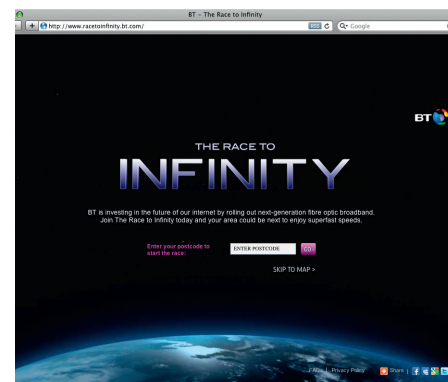 BT - The Race to Infinity
http://www.racetoinfinity.bt.com/
RSS
Google
BT
THE RACE TO
INFINITY
BT is investing in the future of our internet by rolling out next-generation fibre optic broadband.
Join The Race to Infinity today and your area could be next to enjoy superfast speeds.
Enter your postcode to
start the race:
ENTER POSTCODE
GO
SKIP TO MAP >
FAQs | Privacy Policy
Share |